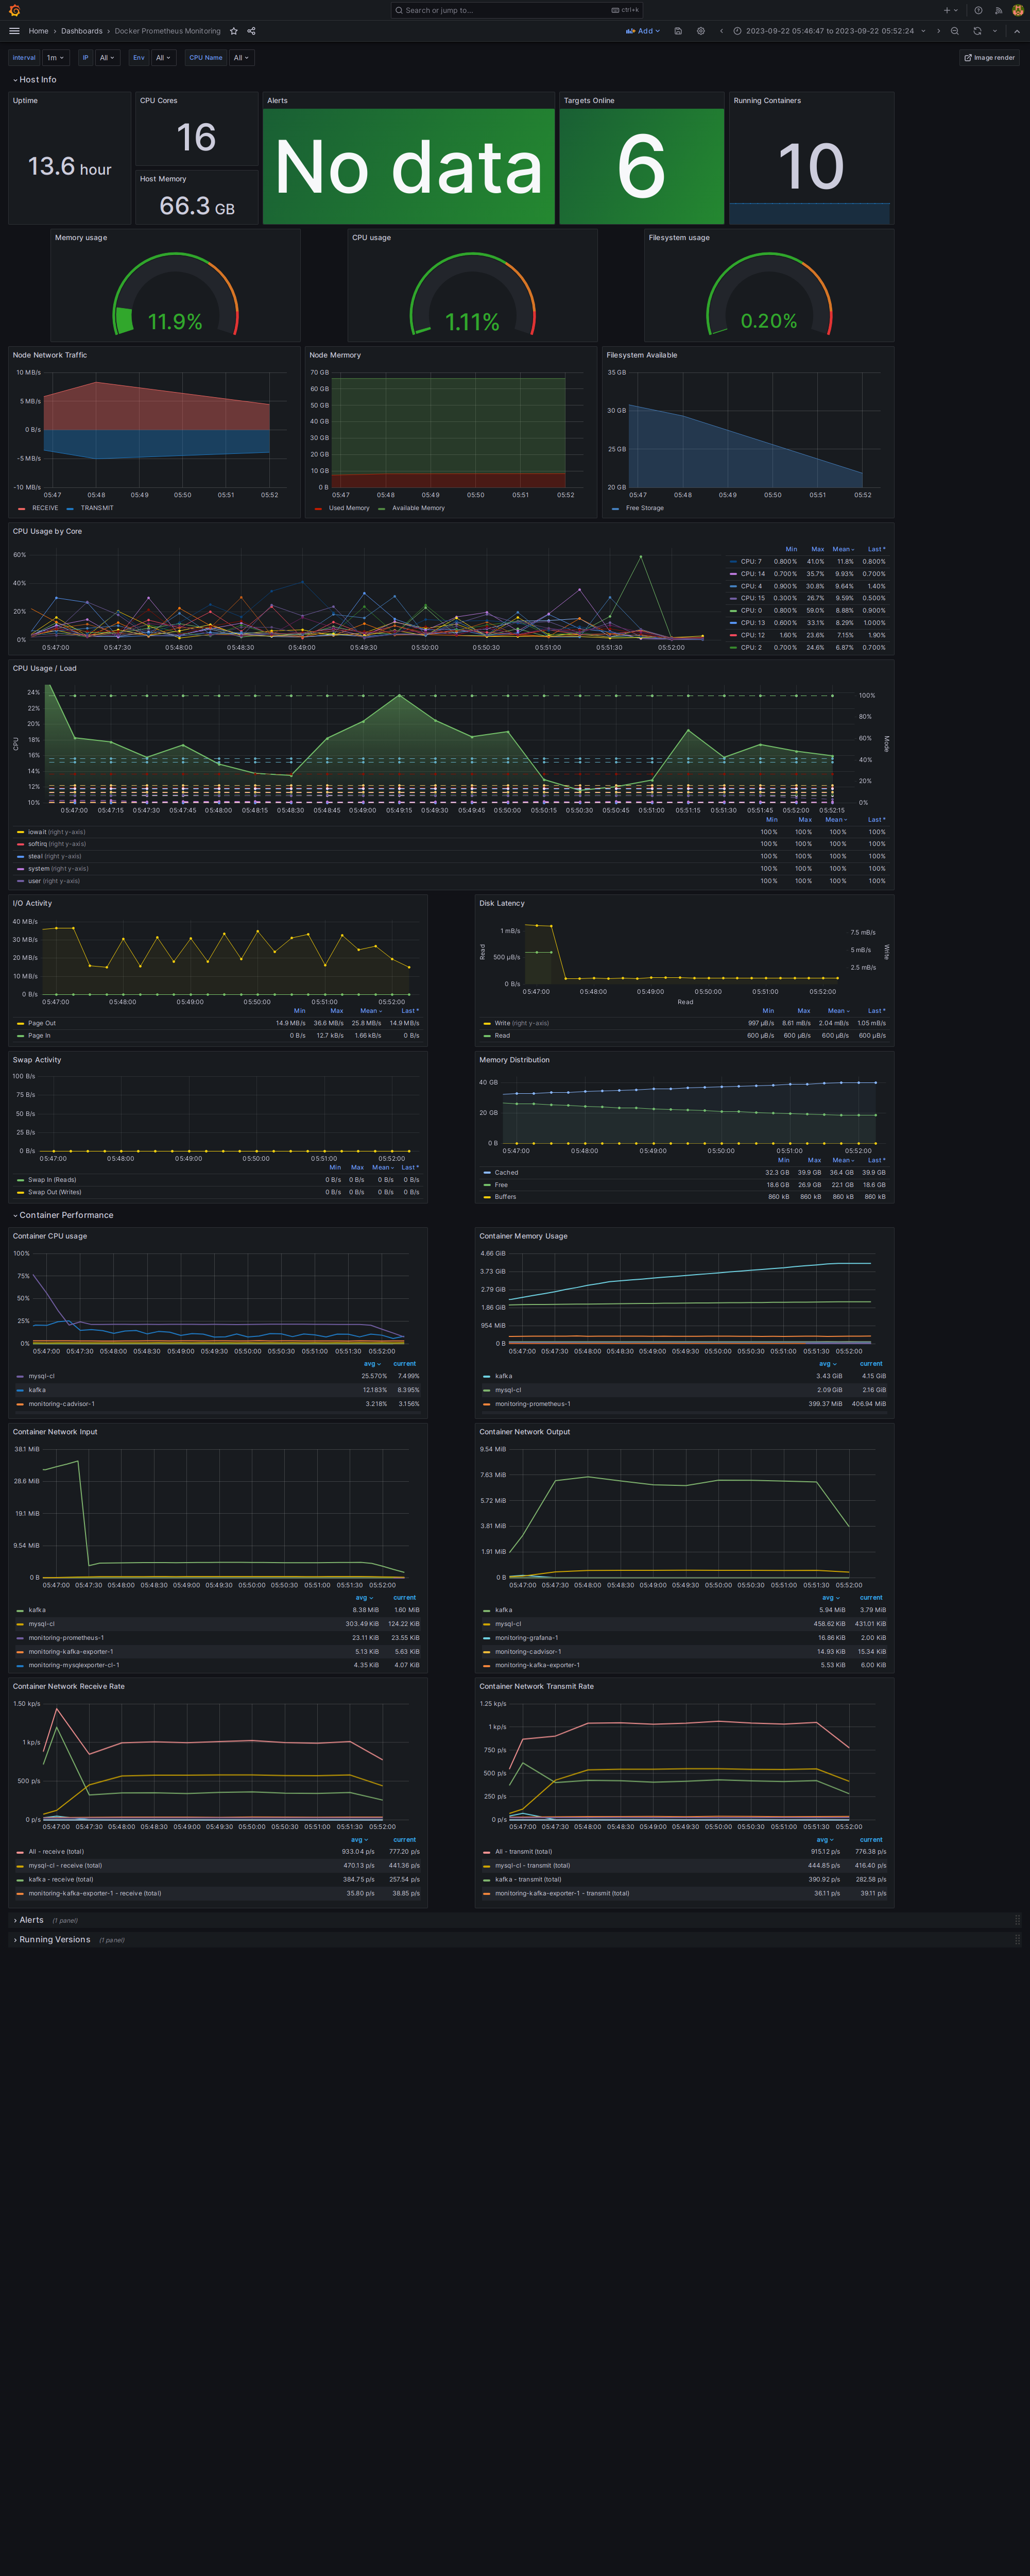 Search or jump to... ctrl+k
Home › Dashboards › Docker Prometheus Monitoring Add 2023-09-22 05:46:47 to 2023-09-22 05:52:24
Interval 1m IP All Env All CPU Name All Image render
Host Info
Uptime CPU Cores Alerts Targets Online Running Containers
13.6 hour 16 No data 6 10
Host Memory
66.3 GB
Memory usage CPU usage Filesystem usage
11.9% 1.11% 0.20%
Node Network Traffic Node Mermory Filesystem Available
10 MB/s
5 MB/s
0 B/s
-5 MB/s
-10 MB/s
05:47 05:48 05:49 05:50 05:51 05:52
RECEIVE TRANSMIT
70 GB
60 GB
50 GB
40 GB
30 GB
20 GB
10 GB
0 B
05:47 05:48 05:49 05:50 05:51 05:52
Used Memory Available Memory
35 GB
30 GB
25 GB
20 GB
05:47 05:48 05:49 05:50 05:51 05:52
Free Storage
CPU Usage by Core
60%
40%
20%
0%
05:47:00 05:47:30 05:48:00 05:48:30 05:49:00 05:49:30 05:50:00 05:50:30 05:51:00 05:51:30 05:52:00
Min Max Mean Last *
CPU: 7 0.800% 41.0% 11.8% 0.800%
CPU: 14 0.700% 35.7% 9.93% 0.700%
CPU: 4 0.900% 30.8% 9.64% 1.40%
CPU: 15 0.300% 26.7% 9.59% 0.500%
CPU: 0 0.800% 59.0% 8.88% 0.900%
CPU: 13 0.600% 33.1% 8.29% 1.000%
CPU: 12 1.60% 23.6% 7.15% 1.90%
CPU: 2 0.700% 24.6% 6.87% 0.700%
CPU Usage / Load
CPU
24%
22%
20%
18%
16%
14%
12%
10%
100%
80%
60%
40%
20%
0%
Mode
05:47:00 05:47:15 05:47:30 05:47:45 05:48:00 05:48:15 05:48:30 05:48:45 05:49:00 05:49:15 05:49:30 05:49:45 05:50:00 05:50:15 05:50:30 05:50:45 05:51:00 05:51:15 05:51:30 05:51:45 05:52:00 05:52:15
Min Max Mean Last *
iowait (right y-axis) 100% 100% 100% 100%
softirq (right y-axis) 100% 100% 100% 100%
steal (right y-axis) 100% 100% 100% 100%
system (right y-axis) 100% 100% 100% 100%
user (right y-axis) 100% 100% 100% 100%
I/O Activity
40 MB/s
30 MB/s
20 MB/s
10 MB/s
0 B/s
05:47:00 05:48:00 05:49:00 05:50:00 05:51:00 05:52:00
Min Max Mean Last *
Page Out 14.9 MB/s 36.6 MB/s 25.8 MB/s 14.9 MB/s
Page In 0 B/s 12.7 kB/s 1.66 kB/s 0 B/s
Disk Latency
Read
1 mB/s
500 µB/s
0 B/s
7.5 mB/s
5 mB/s
2.5 mB/s
Write
05:47:00 05:48:00 05:49:00 05:50:00 05:51:00 05:52:00
Read
Min Max Mean Last *
Write (right y-axis) 997 µB/s 8.61 mB/s 2.04 mB/s 1.05 mB/s
Read 600 µB/s 600 µB/s 600 µB/s 600 µB/s
Swap Activity
100 B/s
75 B/s
50 B/s
25 B/s
0 B/s
05:47:00 05:48:00 05:49:00 05:50:00 05:51:00 05:52:00
Min Max Mean Last *
Swap In (Reads) 0 B/s 0 B/s 0 B/s 0 B/s
Swap Out (Writes) 0 B/s 0 B/s 0 B/s 0 B/s
Memory Distribution
40 GB
20 GB
0 B
05:47:00 05:48:00 05:49:00 05:50:00 05:51:00 05:52:00
Min Max Mean Last *
Cached 32.3 GB 39.9 GB 36.4 GB 39.9 GB
Free 18.6 GB 26.9 GB 22.1 GB 18.6 GB
Buffers 860 kB 860 kB 860 kB 860 kB
Container Performance
Container CPU usage
100%
75%
50%
25%
0%
05:47:00 05:47:30 05:48:00 05:48:30 05:49:00 05:49:30 05:50:00 05:50:30 05:51:00 05:51:30 05:52:00
avg current
mysql-cl 25.570% 7.499%
kafka 12.183% 8.395%
monitoring-cadvisor-1 3.218% 3.156%
Container Memory Usage
4.66 GiB
3.73 GiB
2.79 GiB
1.86 GiB
954 MiB
0 B
05:47:00 05:47:30 05:48:00 05:48:30 05:49:00 05:49:30 05:50:00 05:50:30 05:51:00 05:51:30 05:52:00
avg current
kafka 3.43 GiB 4.15 GiB
mysql-cl 2.09 GiB 2.16 GiB
monitoring-prometheus-1 399.37 MiB 406.94 MiB
Container Network Input
38.1 MiB
28.6 MiB
19.1 MiB
9.54 MiB
0 B
05:47:00 05:47:30 05:48:00 05:48:30 05:49:00 05:49:30 05:50:00 05:50:30 05:51:00 05:51:30 05:52:00
avg current
kafka 8.38 MiB 1.60 MiB
mysql-cl 303.49 KiB 124.22 KiB
monitoring-prometheus-1 23.11 KiB 23.55 KiB
monitoring-kafka-exporter-1 5.13 KiB 5.63 KiB
monitoring-mysqlexporter-cl-1 4.35 KiB 4.07 KiB
Container Network Output
9.54 MiB
7.63 MiB
5.72 MiB
3.81 MiB
1.91 MiB
0 B
05:47:00 05:47:30 05:48:00 05:48:30 05:49:00 05:49:30 05:50:00 05:50:30 05:51:00 05:51:30 05:52:00
avg current
kafka 5.94 MiB 3.79 MiB
mysql-cl 458.62 KiB 431.01 KiB
monitoring-grafana-1 16.86 KiB 2.00 KiB
monitoring-cadvisor-1 14.93 KiB 15.34 KiB
monitoring-kafka-exporter-1 5.53 KiB 6.00 KiB
Container Network Receive Rate
1.50 kp/s
1 kp/s
500 p/s
0 p/s
05:47:00 05:47:30 05:48:00 05:48:30 05:49:00 05:49:30 05:50:00 05:50:30 05:51:00 05:51:30 05:52:00
avg current
All - receive (total) 933.04 p/s 777.20 p/s
mysql-cl - receive (total) 470.13 p/s 441.36 p/s
kafka - receive (total) 384.75 p/s 257.54 p/s
monitoring-kafka-exporter-1 - receive (total) 35.80 p/s 38.85 p/s
Container Network Transmit Rate
1.25 kp/s
1 kp/s
750 p/s
500 p/s
250 p/s
0 p/s
05:47:00 05:47:30 05:48:00 05:48:30 05:49:00 05:49:30 05:50:00 05:50:30 05:51:00 05:51:30 05:52:00
avg current
All - transmit (total) 915.12 p/s 776.38 p/s
mysql-cl - transmit (total) 444.85 p/s 416.40 p/s
kafka - transmit (total) 390.92 p/s 282.58 p/s
monitoring-kafka-exporter-1 - transmit (total) 36.11 p/s 39.11 p/s
Alerts (1 panel)
Running Versions (1 panel)